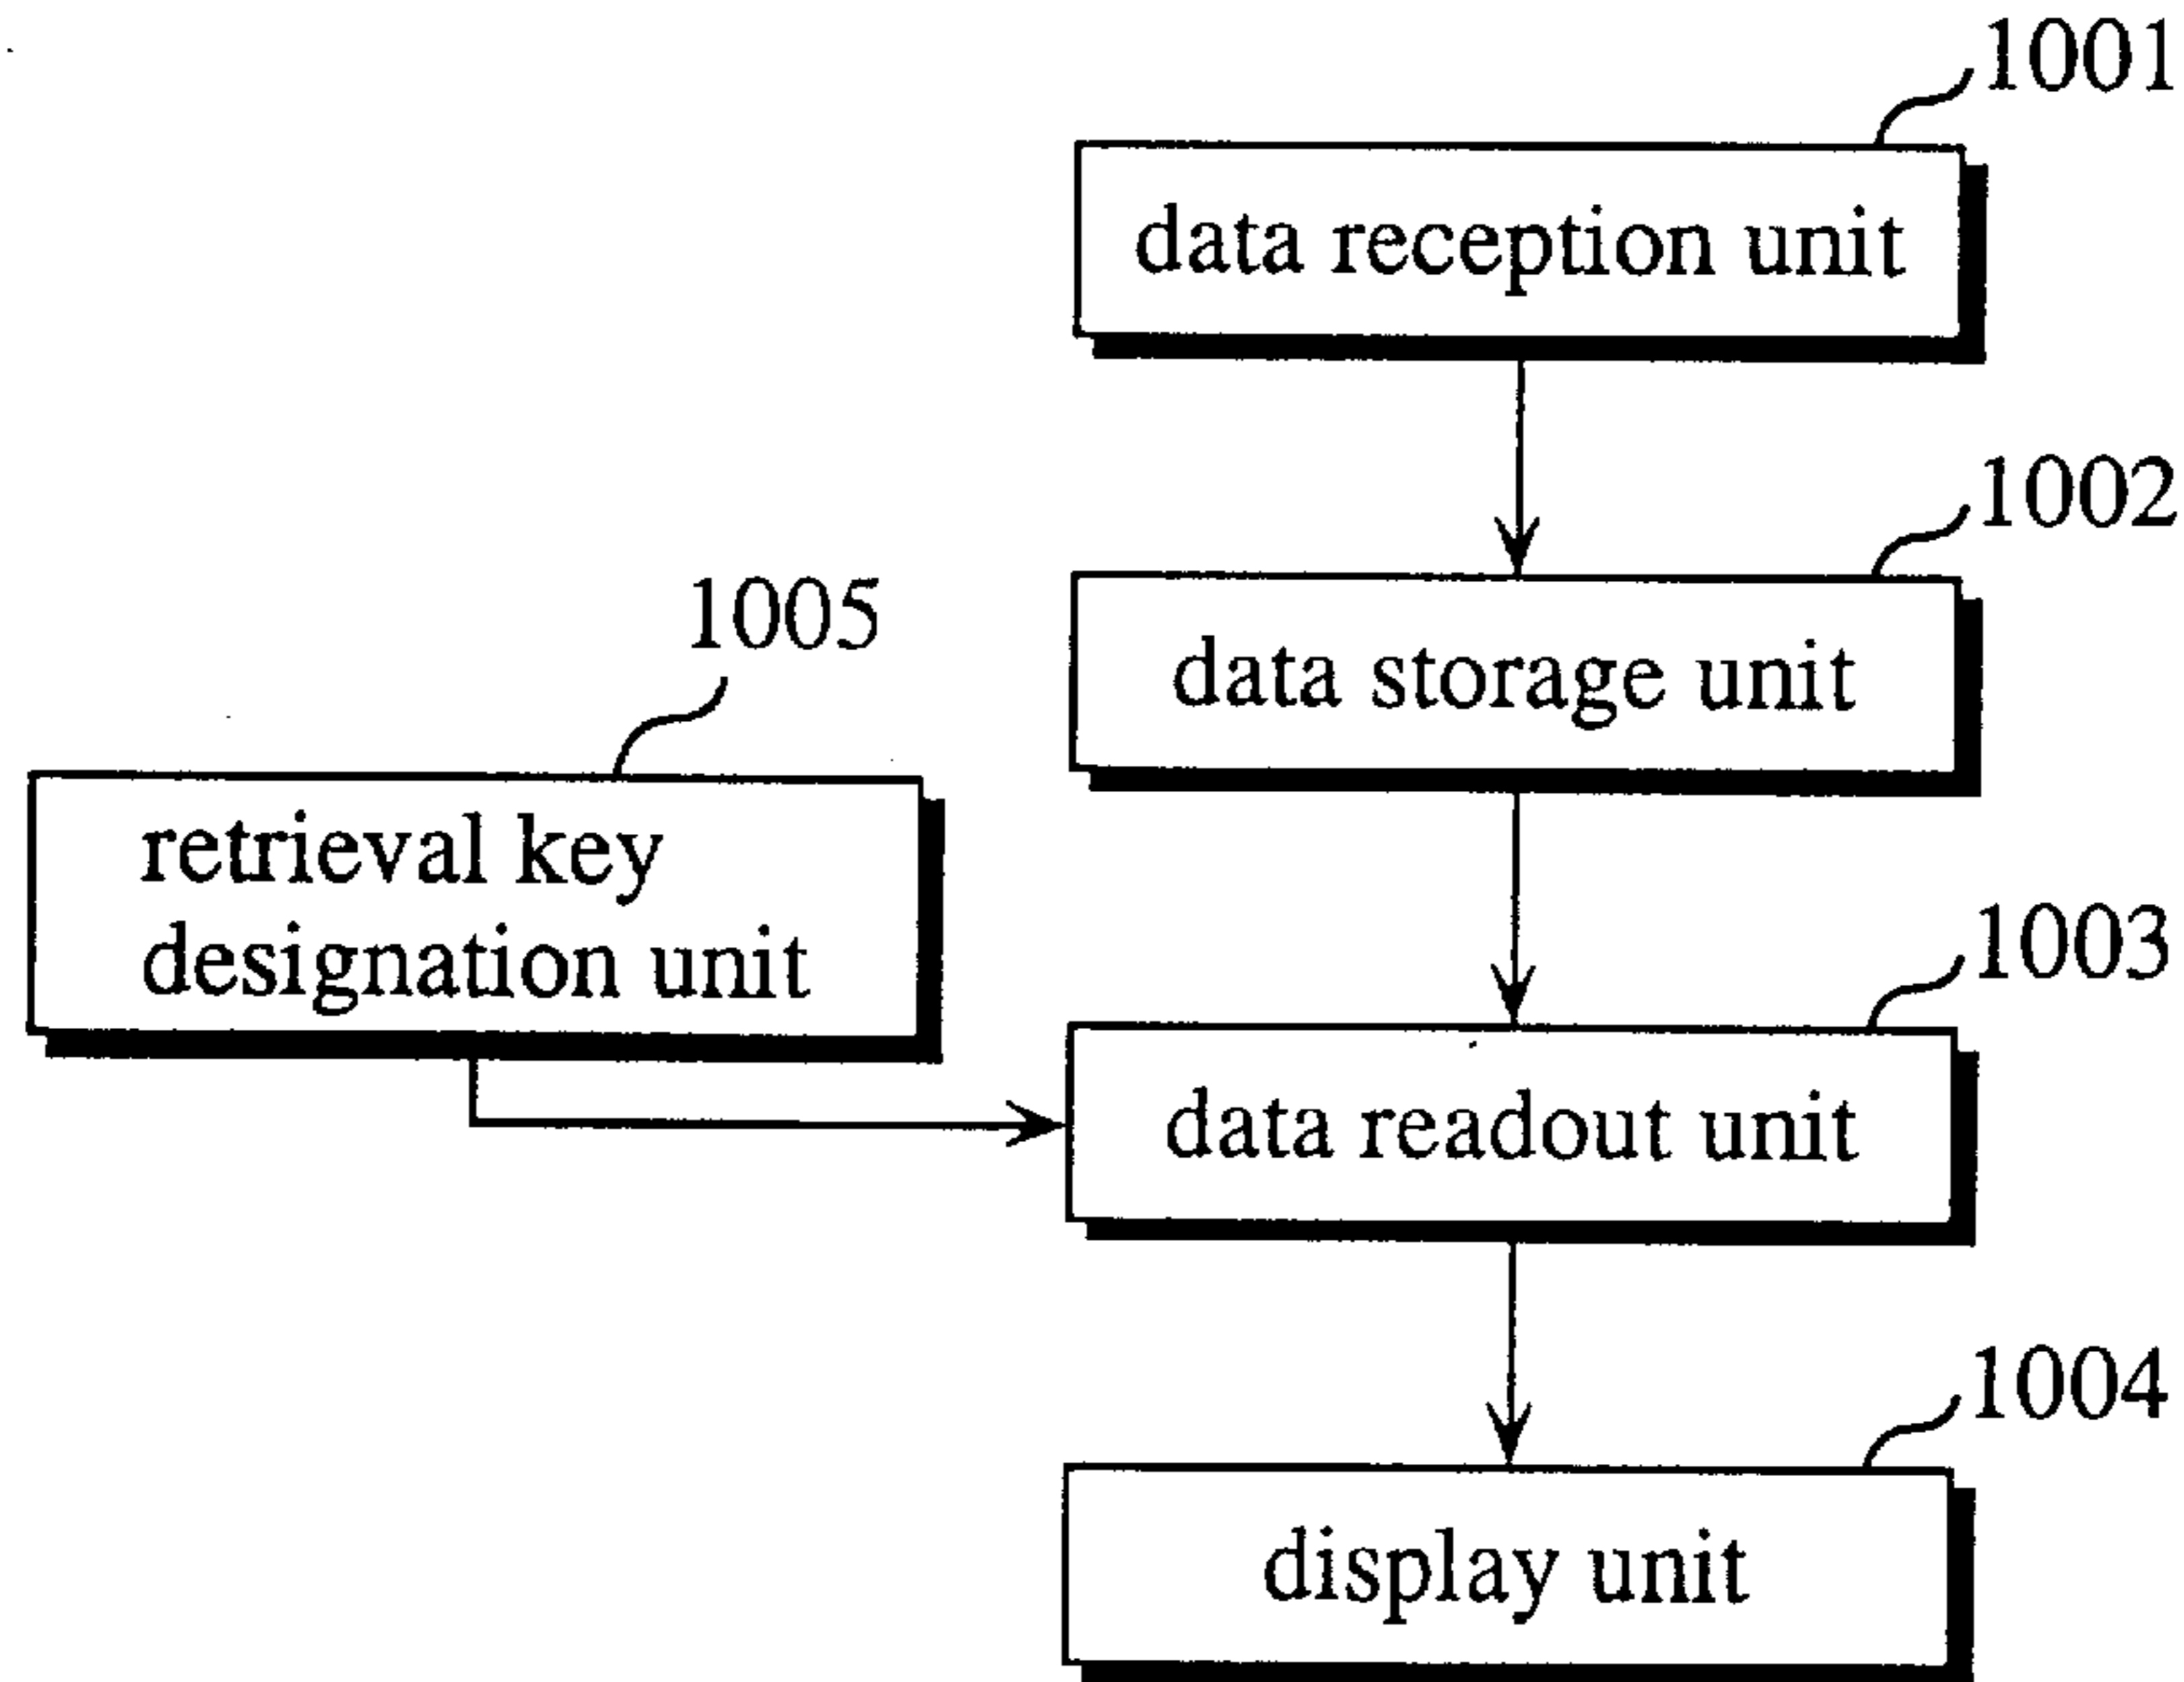 1001
data reception unit
1002
data storage unit
1005
retrieval key
designation unit
1003
data readout unit
1004
display unit